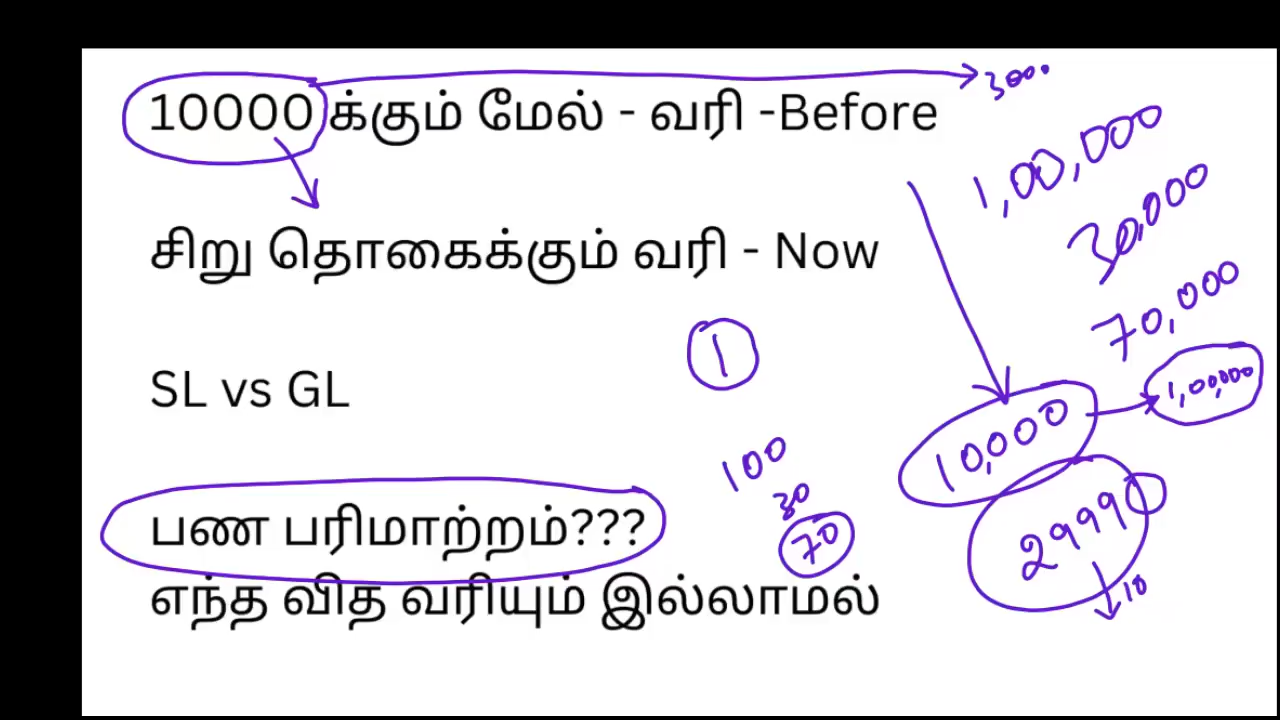 10000 க்கும் மேல் - வரி -Before
3000
1,00,000
30,000
சிறு தொகைக்கும் வரி - Now
70,000
1
1,00,000
SL vs GL
10,000
100
30
70
2999
பண பரிமாற்றம்???
10
எந்த வித வரியும் இல்லாமல்